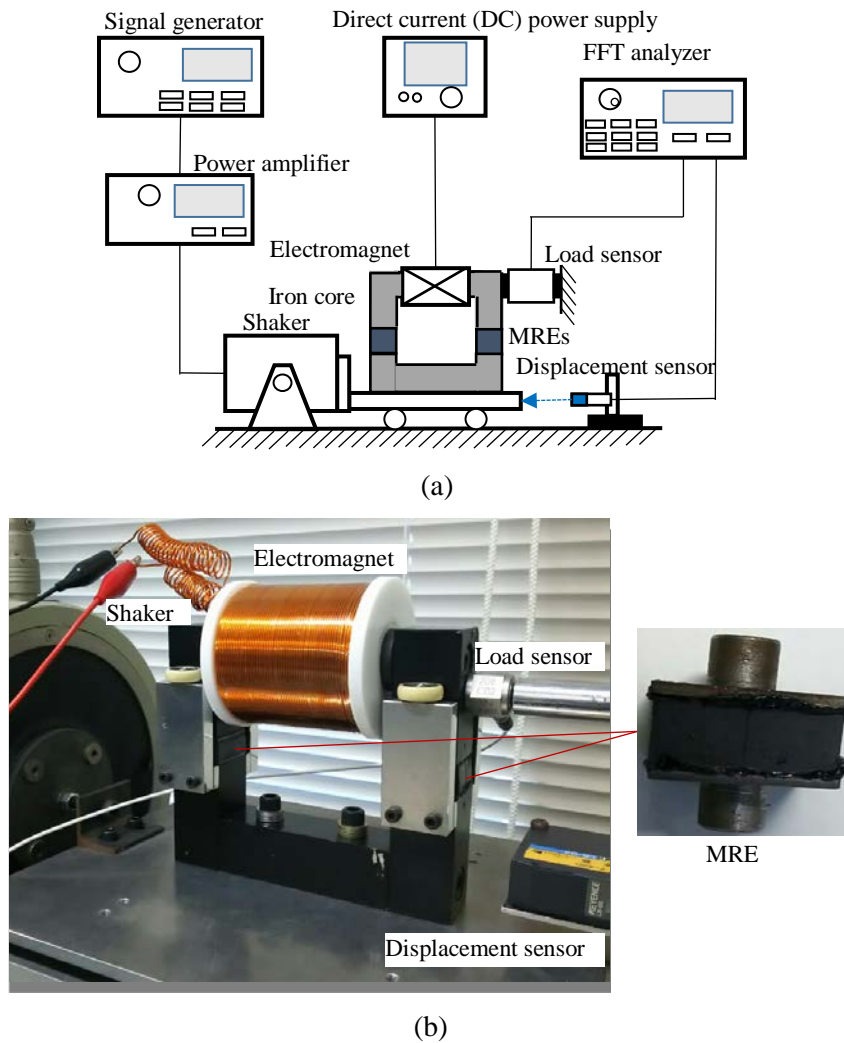 Signal generator
Direct current (DC) power supply
FFT analyzer
Power amplifier
Electromagnet
Load sensor
Iron core
Shaker
MREs
Displacement sensor
(a)
Electromagnet
Shaker
Load sensor
KEYENCE
MRE
Displacement sensor
(b)